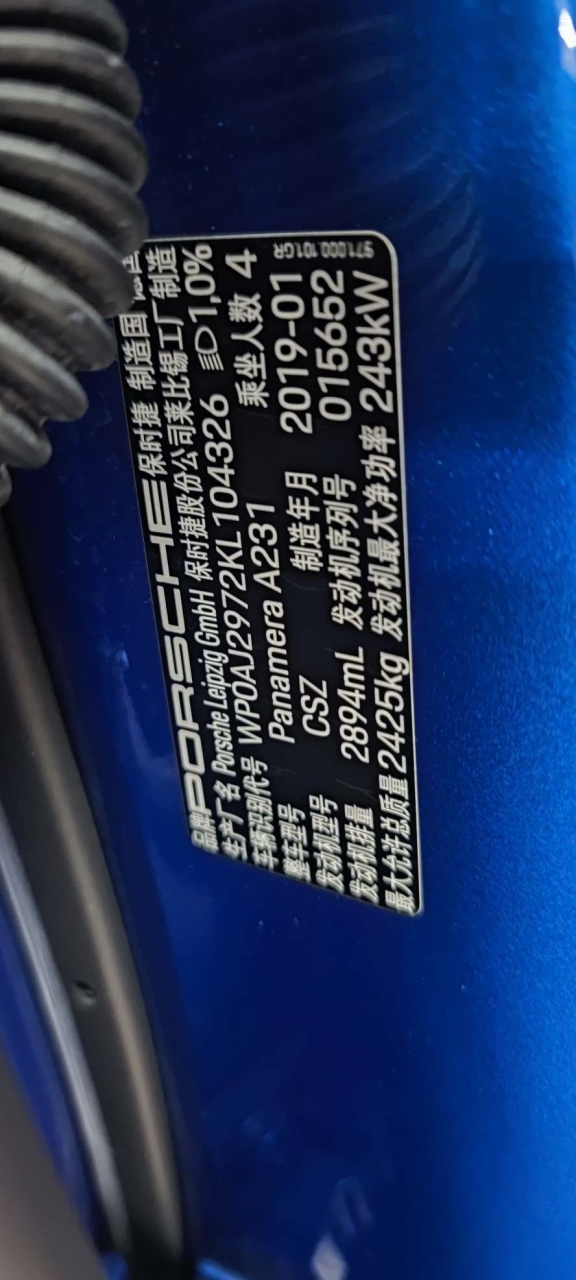 品牌 PORSCHE 保时捷 制造国 德国
生产厂名 Porsche Leipzig GmbH 保时捷股份公司莱比锡工厂制造
车辆识别代号 WP0AJ2972KL104326 1,0%
整车型号 Panamera A231 乘坐人数 4
发动机型号 CSZ 制造年月 2019-01
发动机排量 2894mL 发动机序列号 015652
最大允许总质量 2425kg 发动机最大净功率 243kW
971.000.101.GR